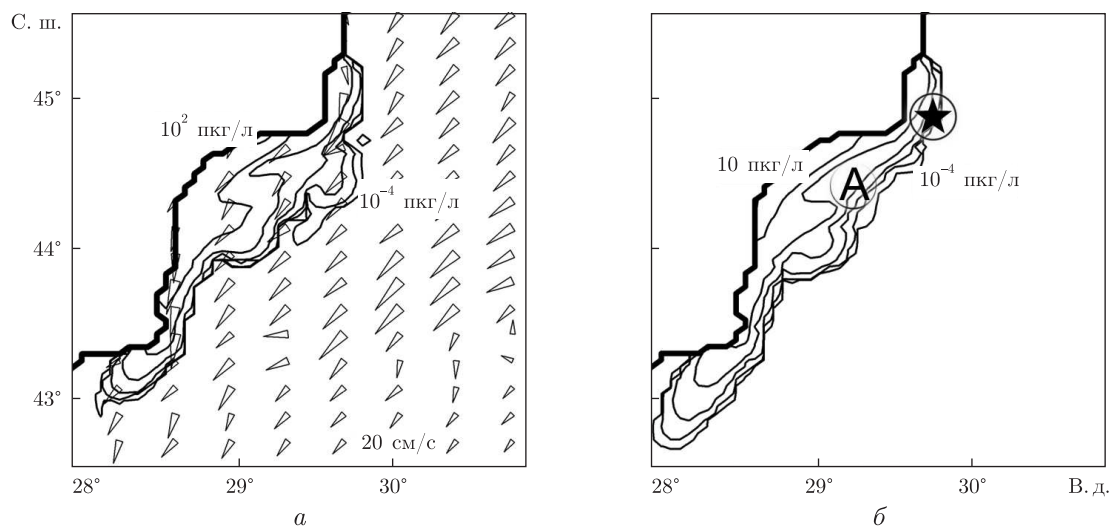 С. ш.
45°
10² пкг/л
10⁻⁴ пкг/л
44°
43°
20 см/с
28°
29°
30°
а
10 пкг/л
А
10⁻⁴ пкг/л
28°
29°
30°
В. д.
б